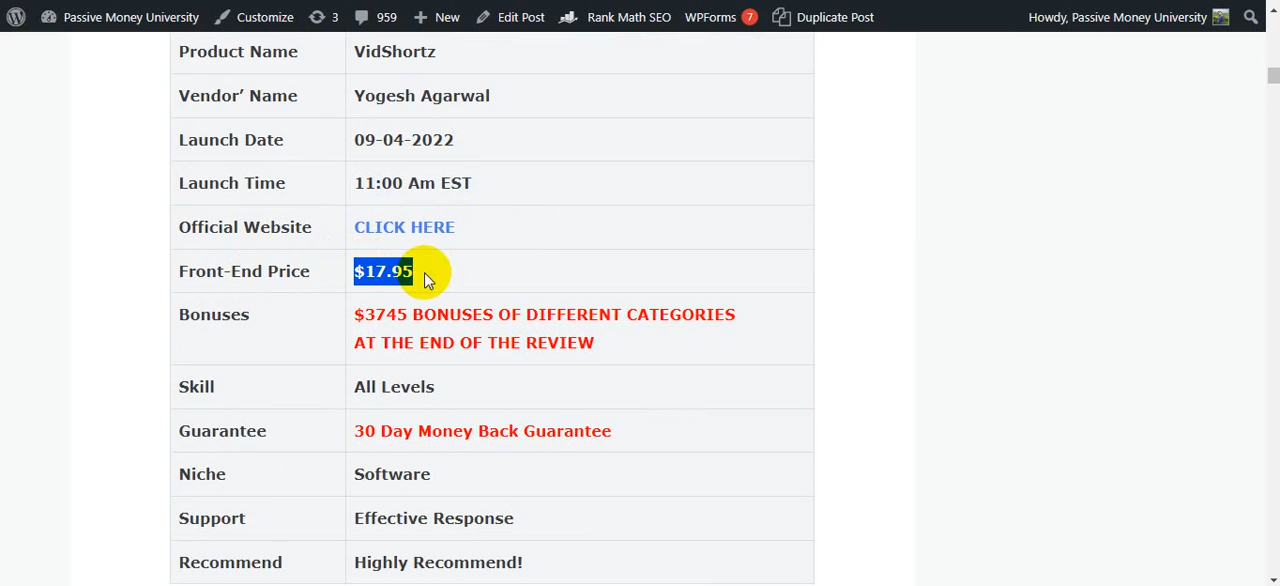 Passive Money University Customize 3 959 New Edit Post Rank Math SEO WPForms 7 Duplicate Post Howdy, Passive Money University
Product Name VidShortz
Vendor’ Name Yogesh Agarwal
Launch Date 09-04-2022
Launch Time 11:00 Am EST
Official Website CLICK HERE
Front-End Price $17.95
Bonuses $3745 BONUSES OF DIFFERENT CATEGORIES
AT THE END OF THE REVIEW
Skill All Levels
Guarantee 30 Day Money Back Guarantee
Niche Software
Support Effective Response
Recommend Highly Recommend!